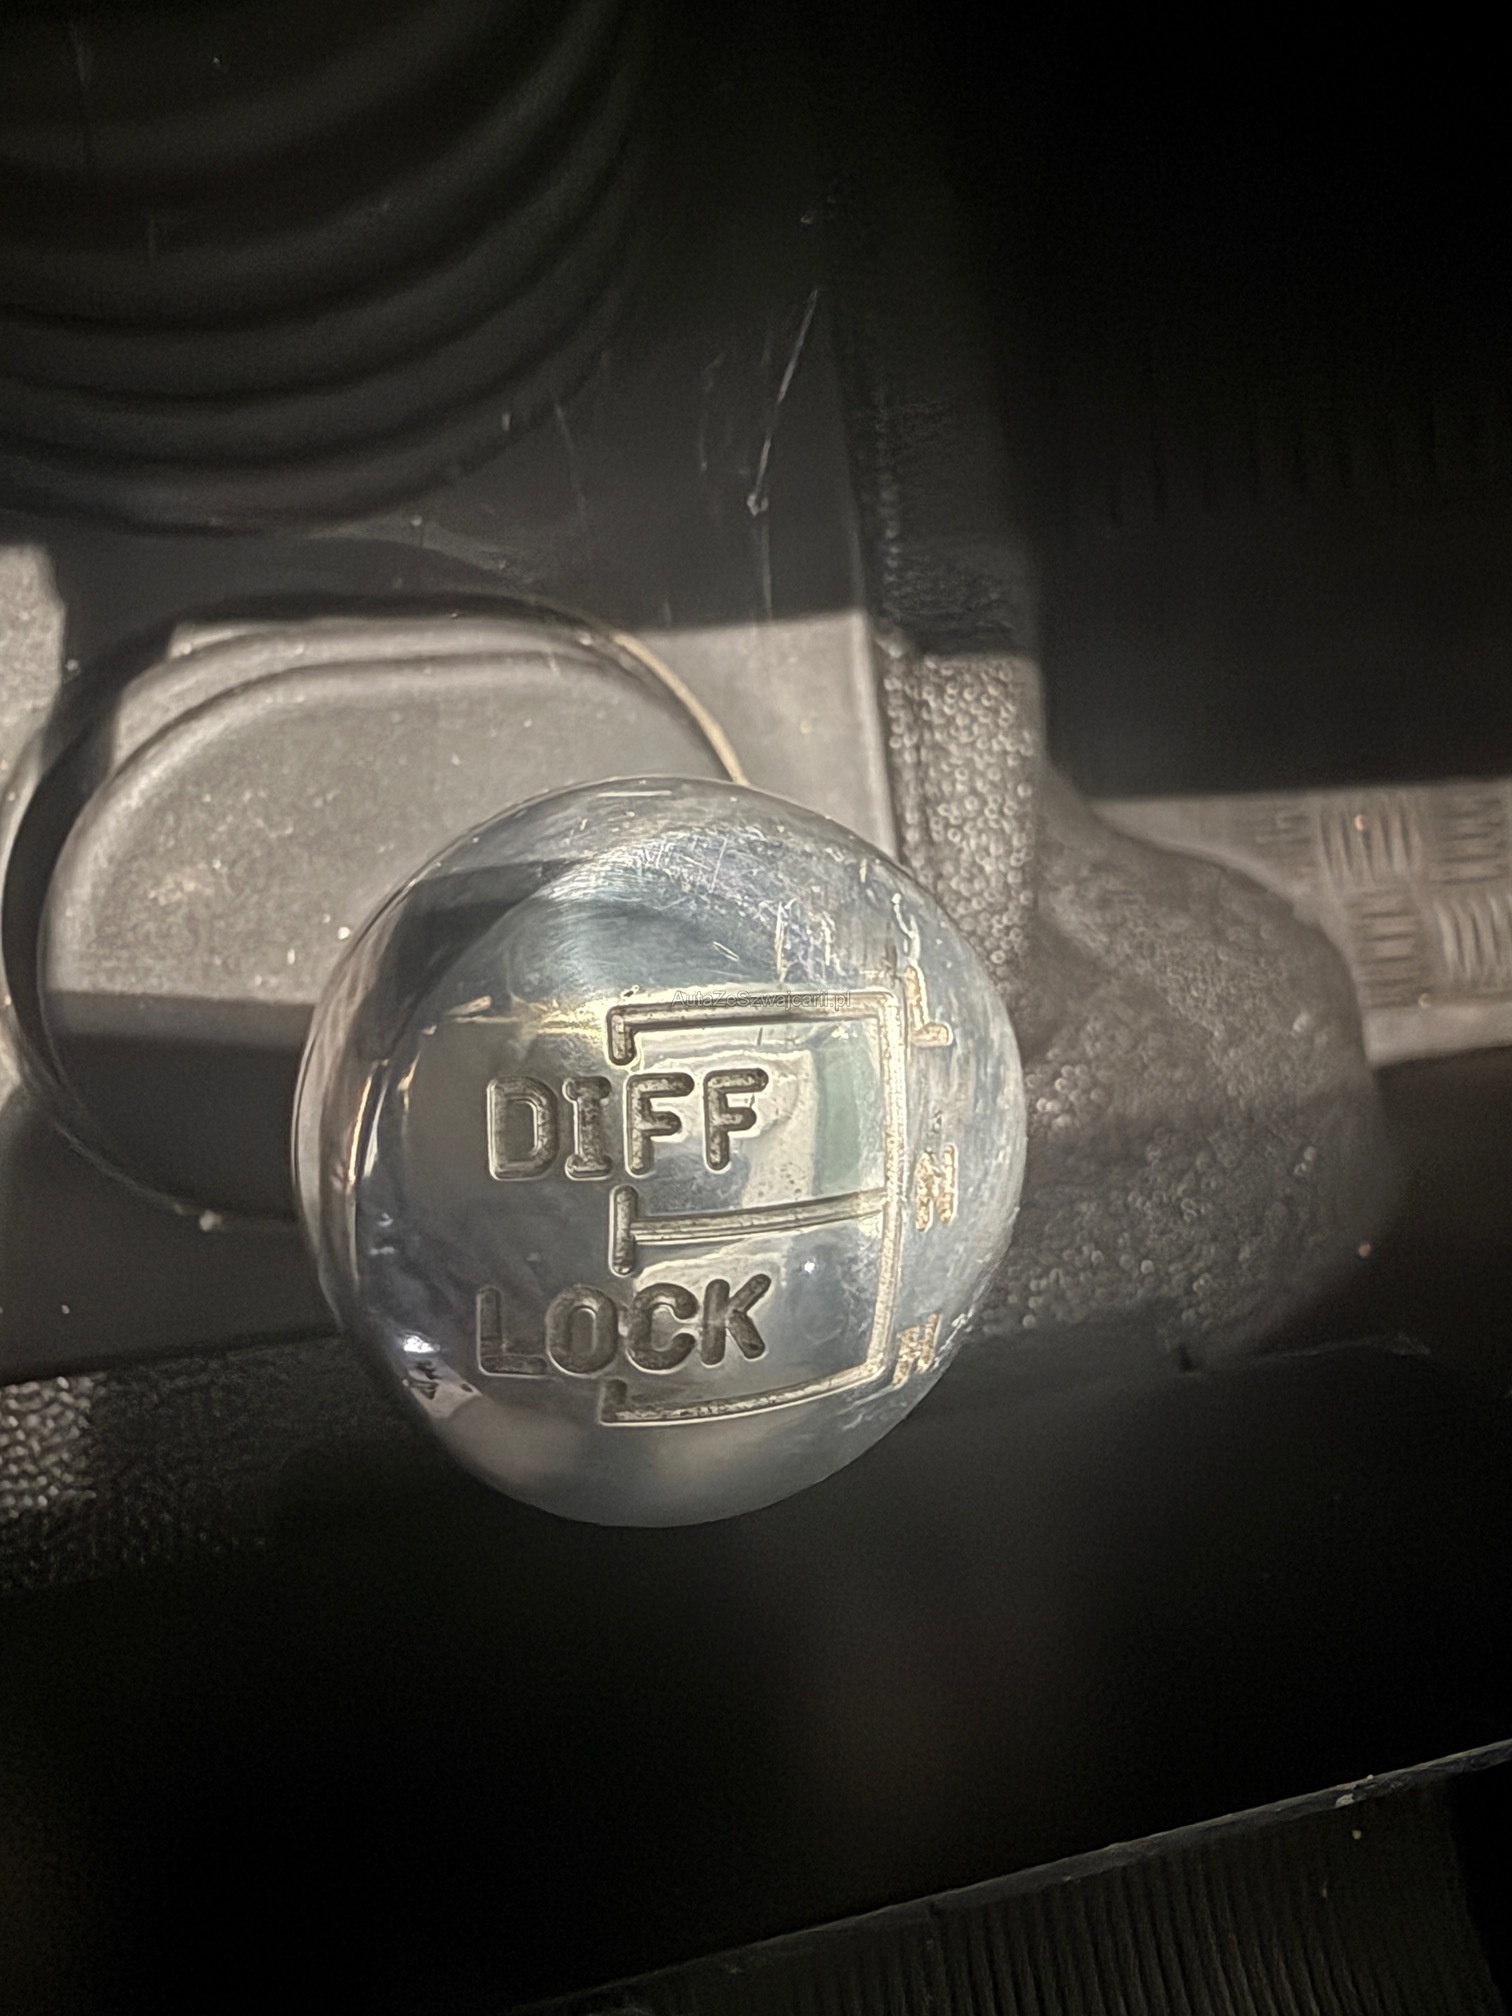 AutaZeSzwajcarii.pl
L
DIFF
N
LOCK
H